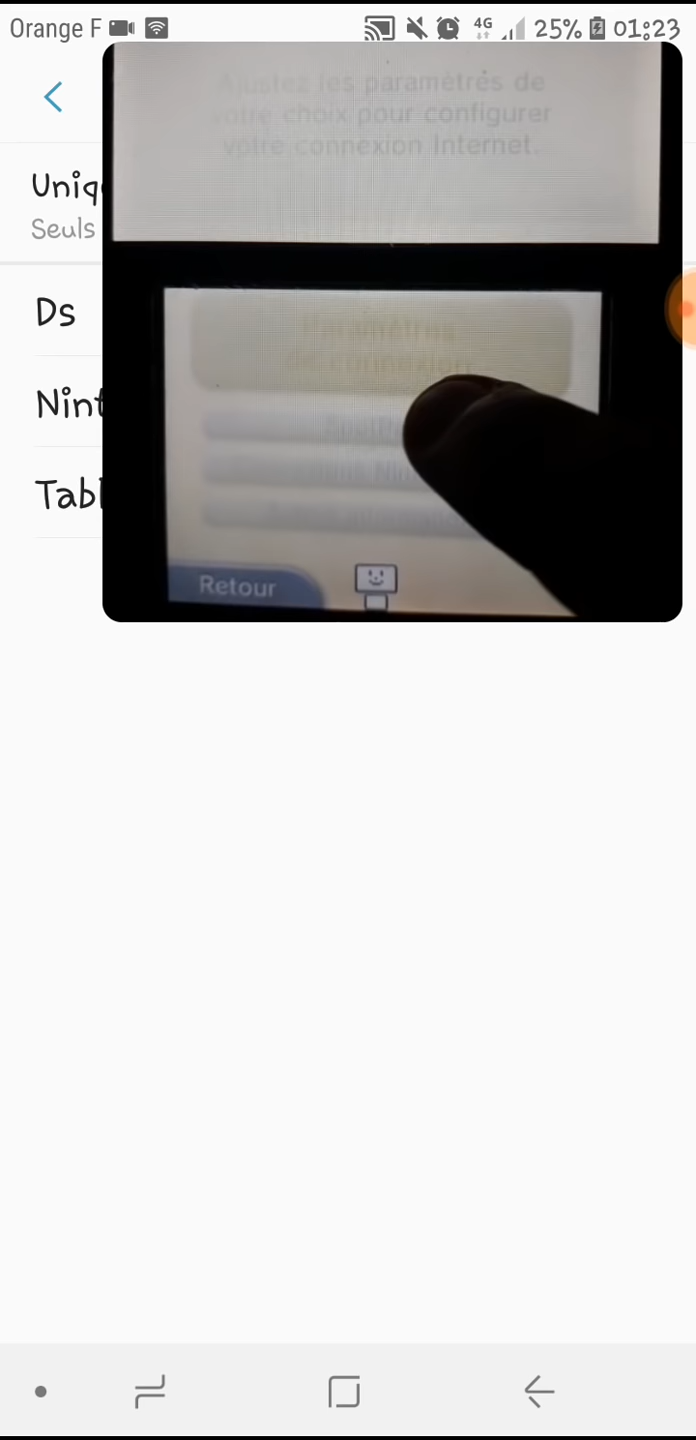 Orange F
4G 25% 01:23
Uniq
Seuls
Ds
Nint
Tabl
Ajustez les paramètres de
votre choix pour configurer
votre connexion Internet.
Paramètres
de connexion
Retour